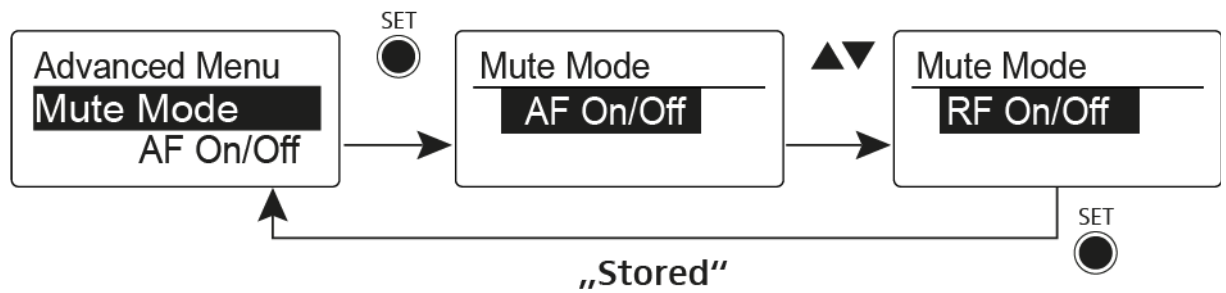 SET
Advanced Menu
Mute Mode
AF On/Off
Mute Mode
AF On/Off
▲▼
Mute Mode
RF On/Off
SET
„Stored“